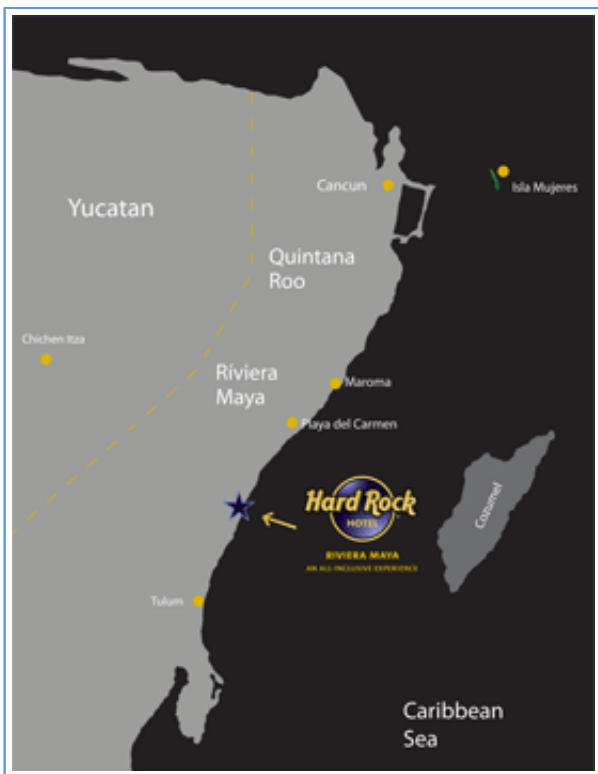 Cancun
Isla Mujeres
Yucatan
Quintana
Roo
Chichen Itza
Ríviera
Maya
Maroma
Playa del Carmen
Hard Rock
HOTEL
RIVIERA MAYA
AN ALL-INCLUSIVE EXPERIENCE
Cozumel
Tulum
Caribbean
Sea